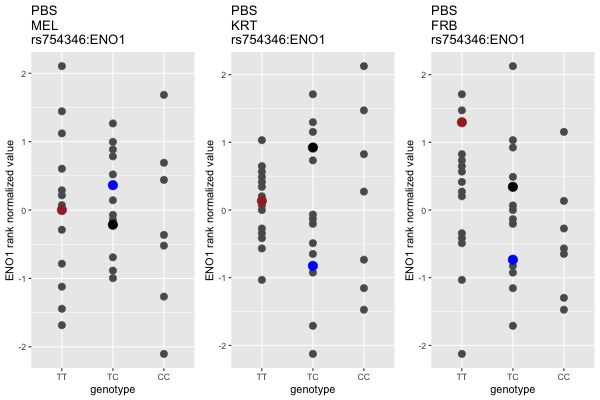 PBS
MEL
rs754346:ENO1
ENO1 rank normalized value
2
1
0
-1
-2
TT TC CC
genotype
PBS
KRT
rs754346:ENO1
ENO1 rank normalized value
2
1
0
-1
-2
TT TC CC
genotype
PBS
FRB
rs754346:ENO1
ENO1 rank normalized value
2
1
0
-1
-2
TT TC CC
genotype